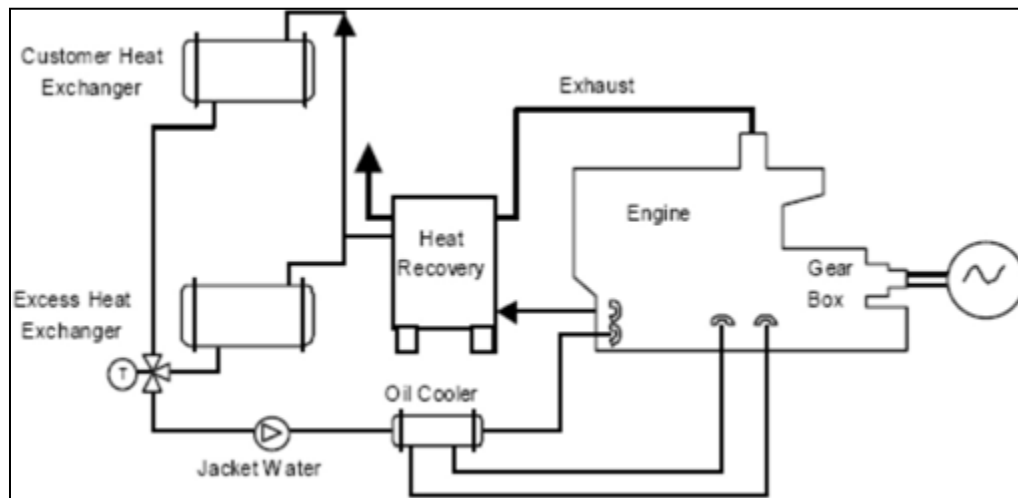 Customer Heat
Exchanger
Exhaust
Engine
Heat
Recovery
Gear
Box
Excess Heat
Exchanger
T
Oil Cooler
Jacket Water